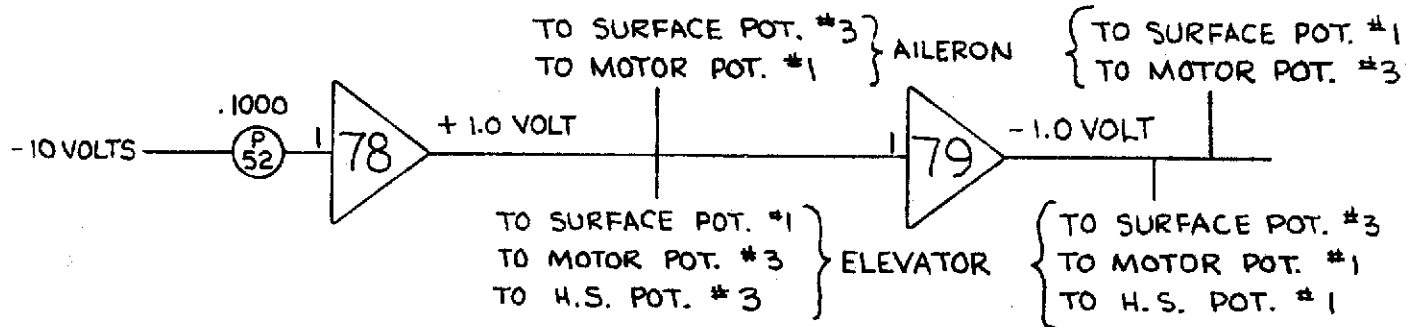 TO SURFACE POT. #3
TO MOTOR POT. #1
AILERON
TO SURFACE POT. #1
TO MOTOR POT. #3
-10 VOLTS
.1000
P
52
1
78
+1.0 VOLT
1
79
-1.0 VOLT
TO SURFACE POT. #1
TO MOTOR POT. #3
TO H.S. POT. #3
ELEVATOR
TO SURFACE POT. #3
TO MOTOR POT. #1
TO H.S. POT. #1